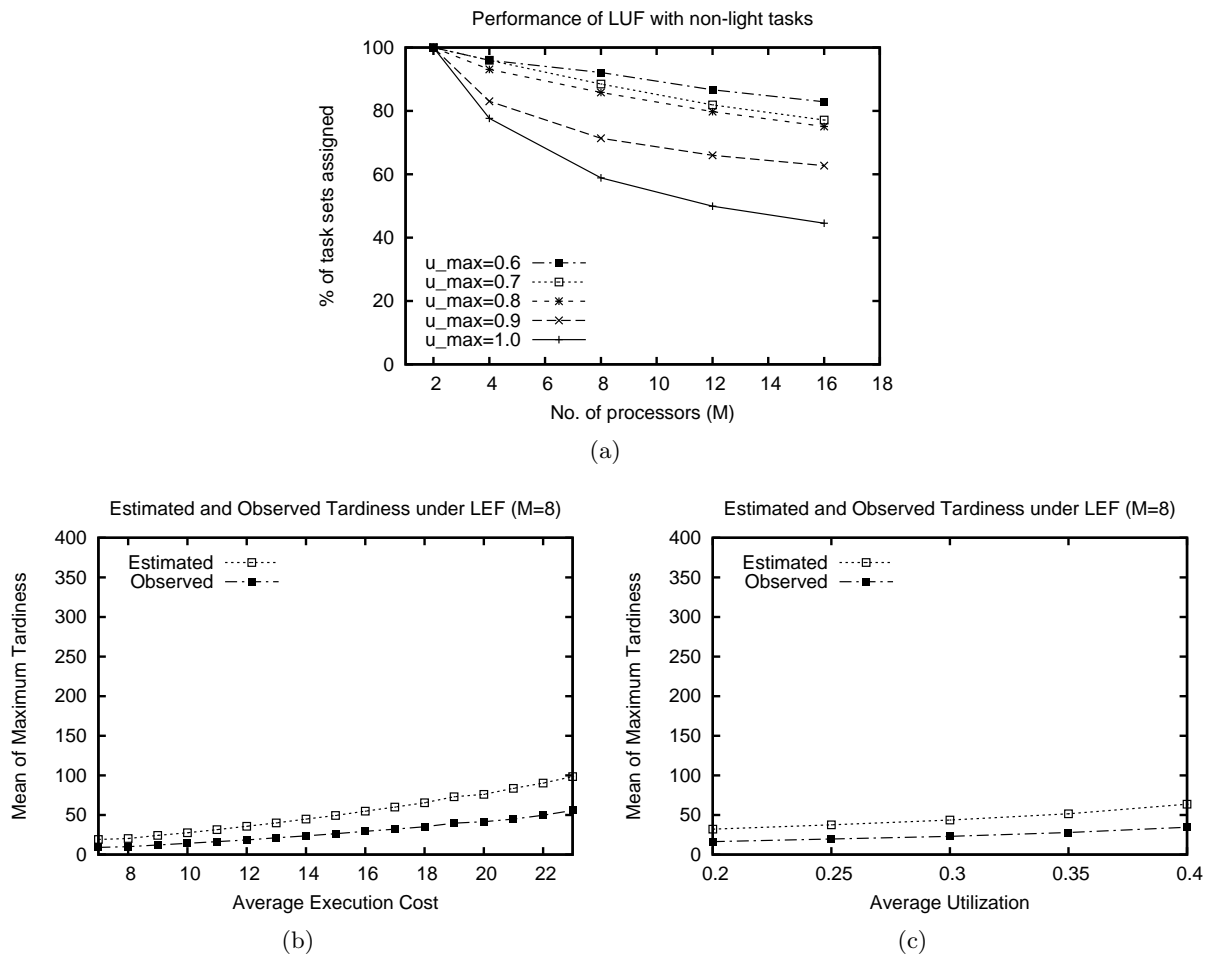 Performance of LUF with non-light tasks
% of task sets assigned
100
80
60
40
20
0
u_max=0.6
u_max=0.7
u_max=0.8
u_max=0.9
u_max=1.0
2 4 6 8 10 12 14 16 18
No. of processors (M)
(a)
Estimated and Observed Tardiness under LEF (M=8)
Mean of Maximum Tardiness
400
350
300
250
200
150
100
50
0
Estimated
Observed
8 10 12 14 16 18 20 22
Average Execution Cost
(b)
Estimated and Observed Tardiness under LEF (M=8)
Mean of Maximum Tardiness
400
350
300
250
200
150
100
50
0
Estimated
Observed
0.2 0.25 0.3 0.35 0.4
Average Utilization
(c)